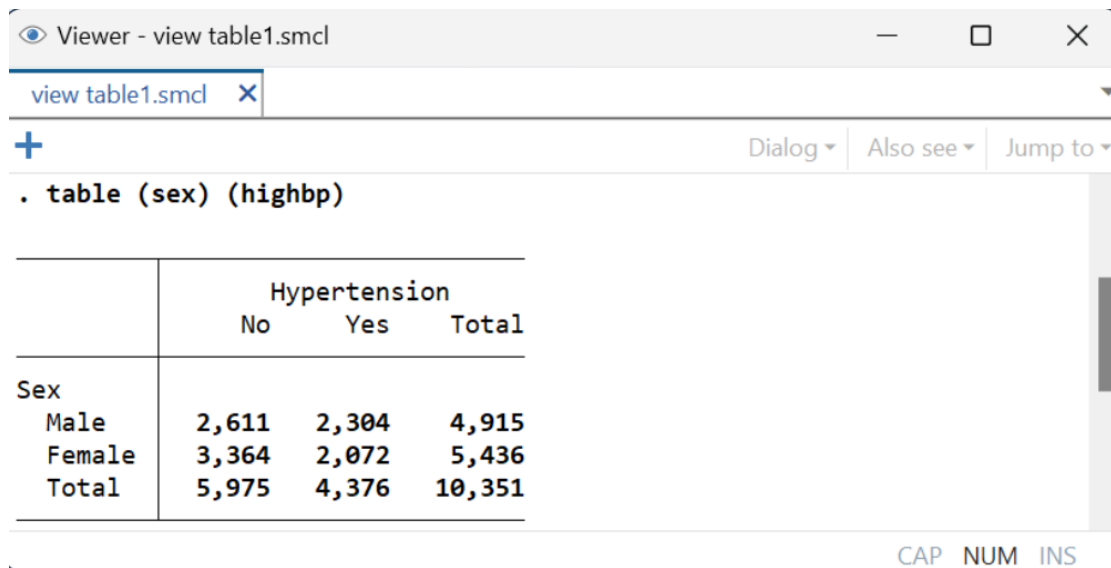 Viewer - view table1.smcl
view table1.smcl
Dialog Also see Jump to
. table (sex) (highbp)
Hypertension
No Yes Total
Sex
Male 2,611 2,304 4,915
Female 3,364 2,072 5,436
Total 5,975 4,376 10,351
CAP NUM INS